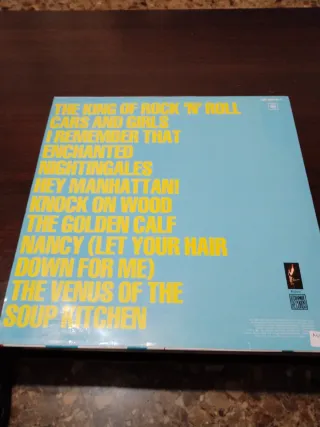 THE KING OF ROCK 'N' ROLL
CARS AND GIRLS
I REMEMBER THAT
ENCHANTED
NIGHTINGALES
HEY MANHATTAN!
KNOCK ON WOOD
THE GOLDEN CALF
NANCY (LET YOUR HAIR
DOWN FOR ME)
THE VENUS OF THE
SOUP KITCHEN